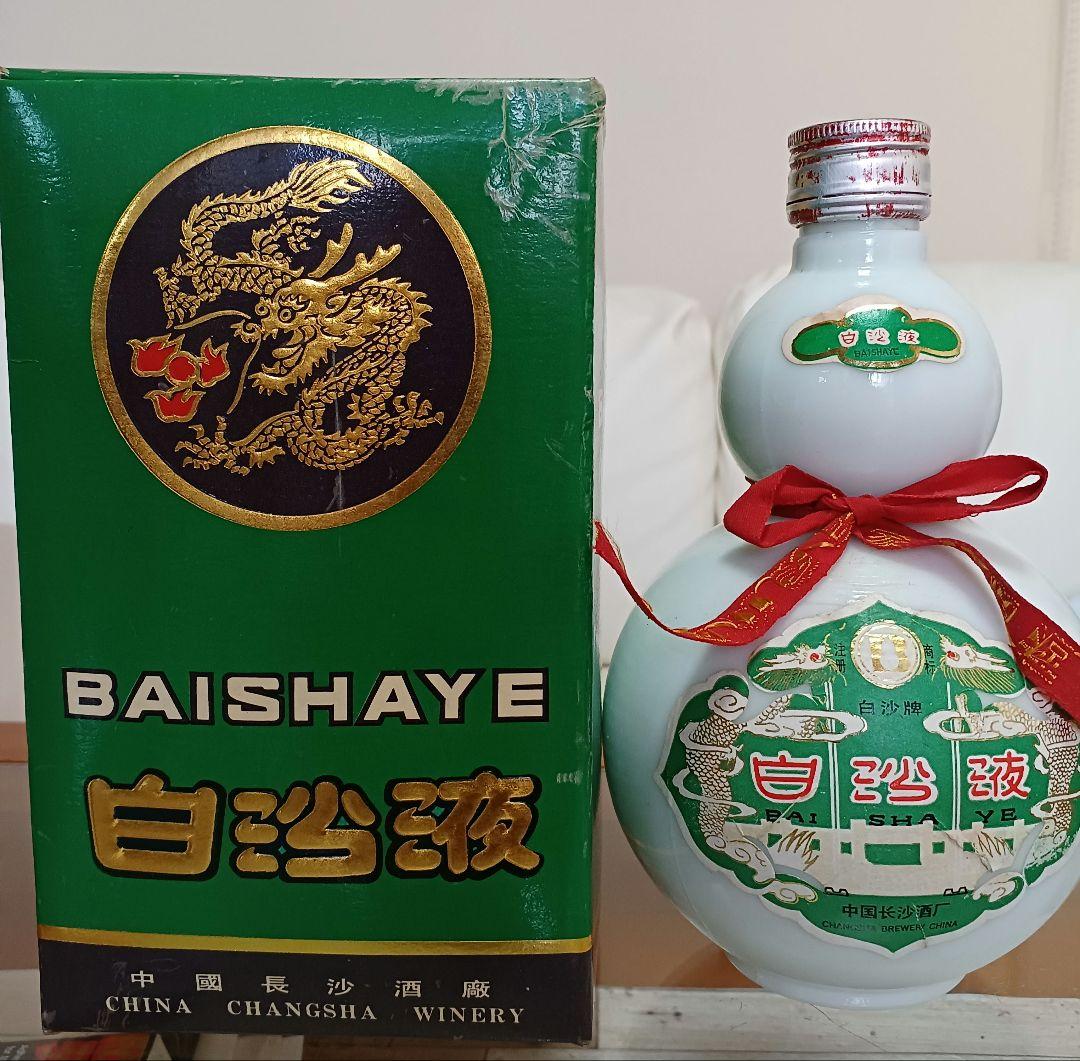 BAISHAYE
白沙液
中國長沙酒廠
CHINA CHANGSHA WINERY
白沙液
BAISHAYE
注册
商标
白沙牌
白沙液
BAI SHA YE
中国长沙酒厂
CHANGSHA BREWERY CHINA